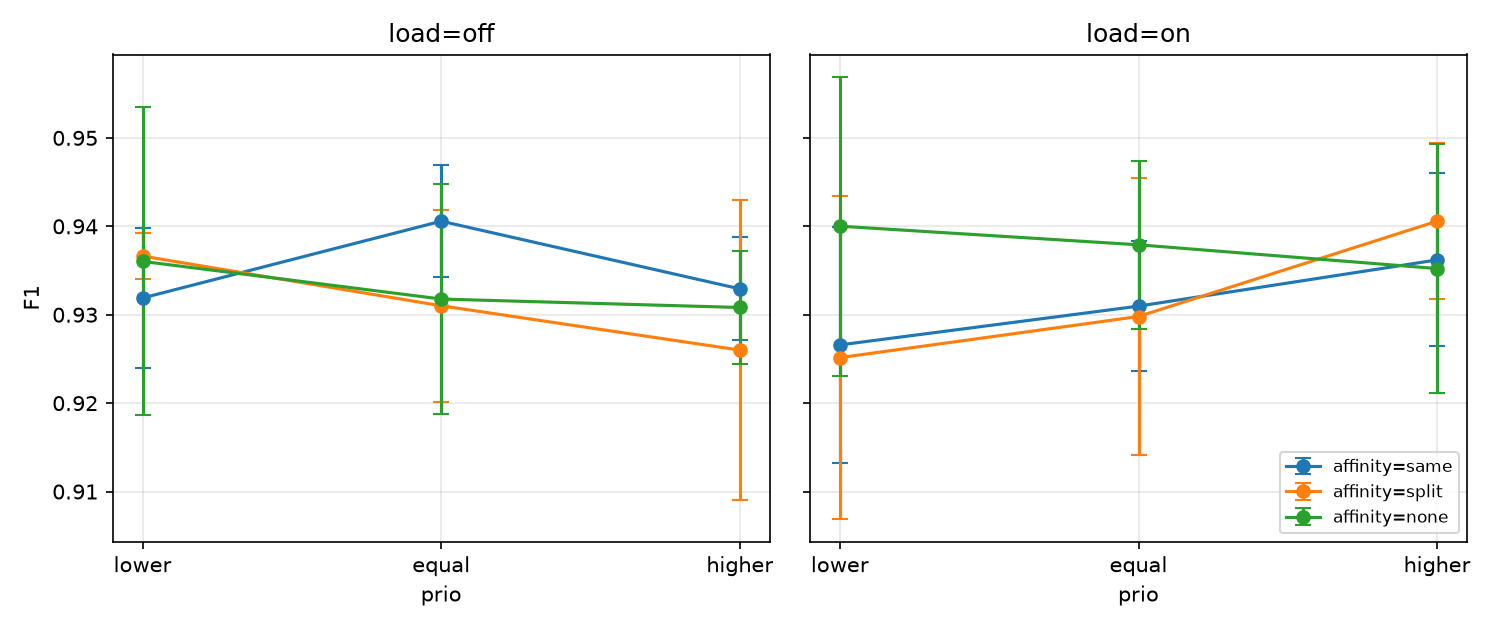 load=off
load=on
F1
0.95
0.94
0.93
0.92
0.91
lower equal higher
prio
lower equal higher
prio
affinity=same
affinity=split
affinity=none